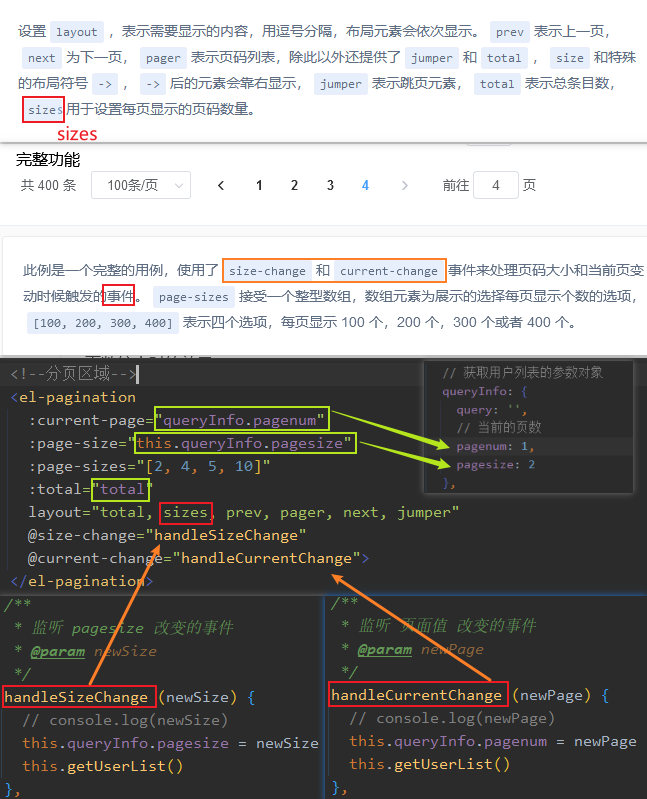 设置 layout ，表示需要显示的内容，用逗号分隔，布局元素会依次显示。 prev 表示上一页，
next 为下一页， pager 表示页码列表，除此以外还提供了 jumper 和 total ， size 和特殊
的布局符号 -> ， -> 后的元素会靠右显示， jumper 表示跳页元素， total 表示总条目数，
sizes 用于设置每页显示的页码数量。
sizes
完整功能
共 400 条 100条/页 < 1 2 3 4 > 前往 4 页
此例是一个完整的用例，使用了 size-change 和 current-change 事件来处理页码大小和当前页变
动时候触发的事件。 page-sizes 接受一个整型数组，数组元素为展示的选择每页显示个数的选项，
[100, 200, 300, 400] 表示四个选项，每页显示 100 个，200 个，300 个或者 400 个。
<!--分页区域-->
<el-pagination
:current-page="queryInfo.pagenum"
:page-size="this.queryInfo.pagesize"
:page-sizes="[2, 4, 5, 10]"
:total="total"
layout="total, sizes, prev, pager, next, jumper"
@size-change="handleSizeChange"
@current-change="handleCurrentChange">
</el-pagination>
// 获取用户列表的参数对象
queryInfo: {
query: '',
// 当前的页数
pagenum: 1,
pagesize: 2
},
/**
* 监听 pagesize 改变的事件
* @param newSize
*/
handleSizeChange (newSize) {
// console.log(newSize)
this.queryInfo.pagesize = newSize
this.getUserList()
},
/**
* 监听 页面值 改变的事件
* @param newPage
*/
handleCurrentChange (newPage) {
// console.log(newPage)
this.queryInfo.pagenum = newPage
this.getUserList()
},